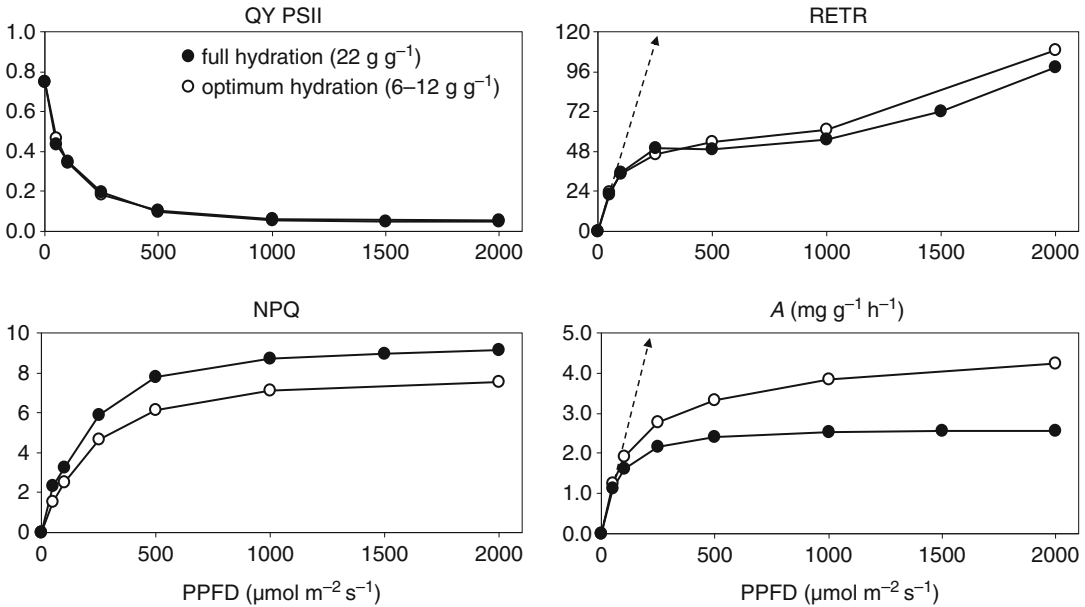 QY PSII
1.0
0.8
0.6
0.4
0.2
0.0
full hydration (22 g g⁻¹)
optimum hydration (6–12 g g⁻¹)
0 500 1000 1500 2000
RETR
120
96
72
48
24
0
0 500 1000 1500 2000
NPQ
10
8
6
4
2
0
0 500 1000 1500 2000
PPFD (µmol m⁻² s⁻¹)
A (mg g⁻¹ h⁻¹)
5.0
4.0
3.0
2.0
1.0
0.0
0 500 1000 1500 2000
PPFD (µmol m⁻² s⁻¹)